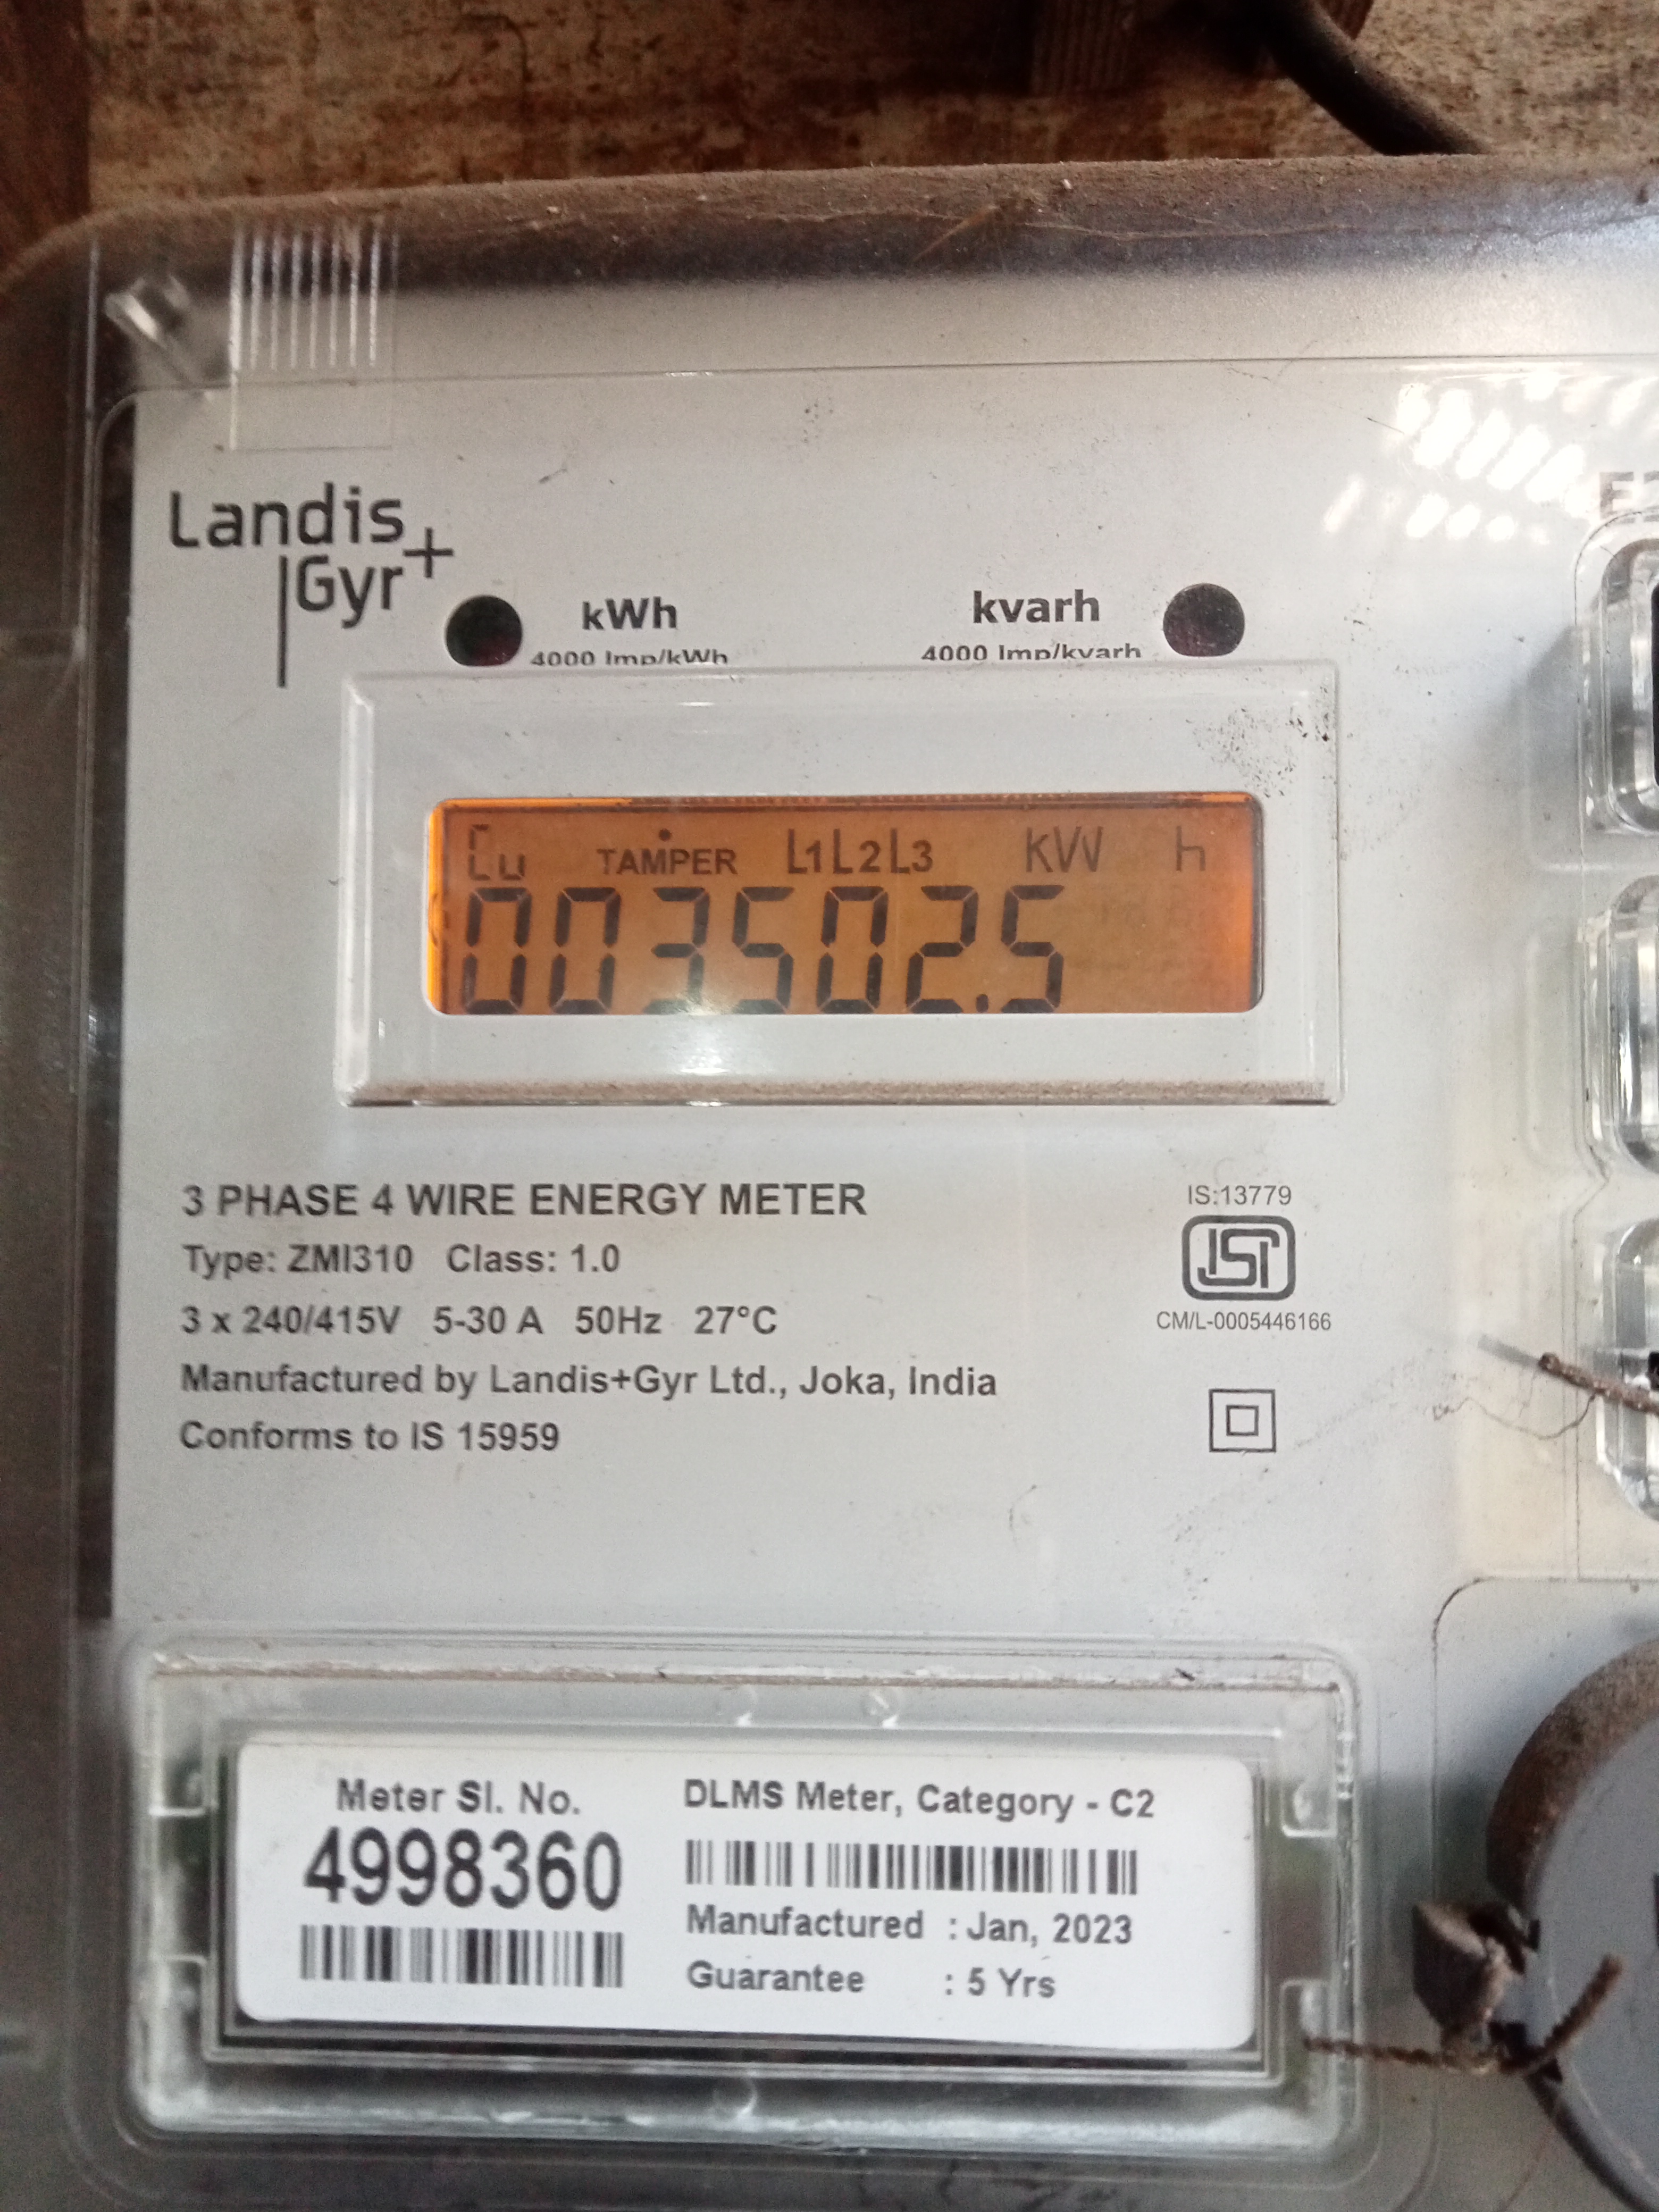 Landis
Gyr+
kWh
4000 Imp/kWh
kvarh
4000 Imp/kvarh
Cu TAMPER L1 L2 L3 kW h
003502.5
3 PHASE 4 WIRE ENERGY METER
Type: ZMI310 Class: 1.0
3 x 240/415V 5-30 A 50Hz 27°C
Manufactured by Landis+Gyr Ltd., Joka, India
Conforms to IS 15959
IS:13779
ISI
CM/L-0005446166
Meter Sl. No.
4998360
DLMS Meter, Category - C2
Manufactured : Jan, 2023
Guarantee : 5 Yrs